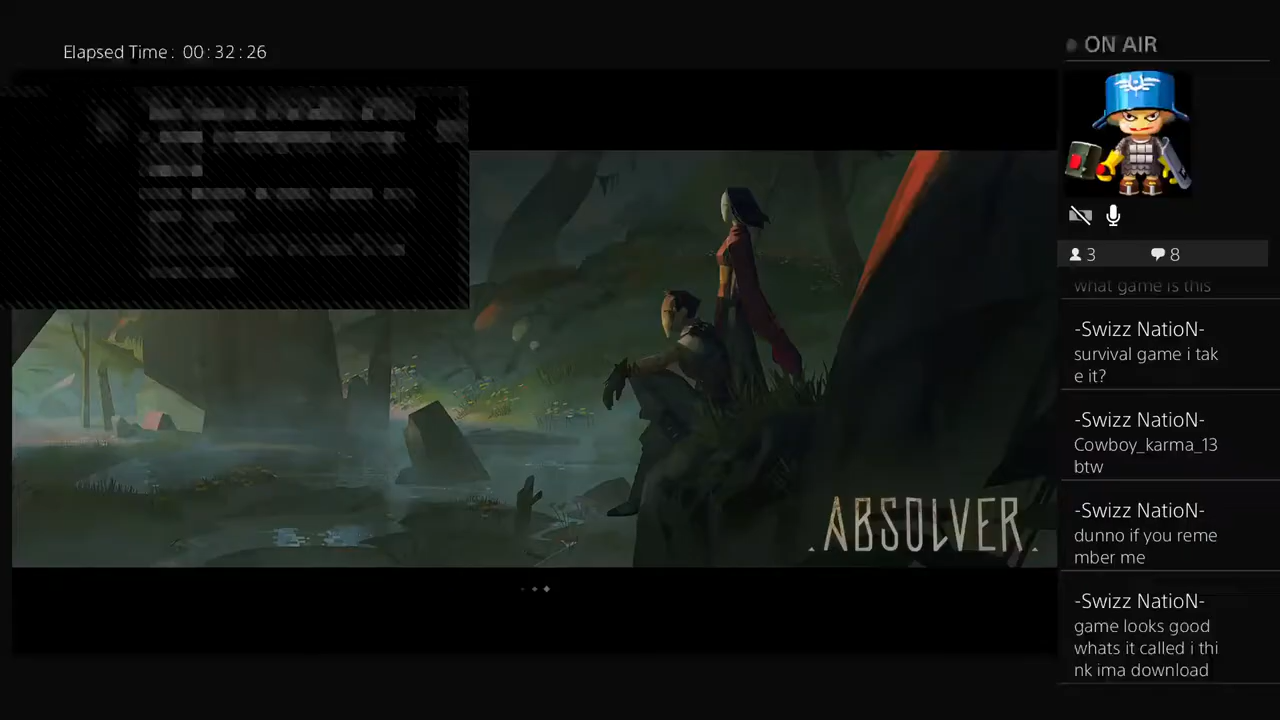 Elapsed Time: 00:32:26
ON AIR
3
8
what game is this
-Swizz NatioN-
survival game i tak
e it?
-Swizz NatioN-
Cowboy_karma_13
btw
-Swizz NatioN-
dunno if you reme
mber me
-Swizz NatioN-
game looks good
whats it called i thi
nk ima download
ABSOLVER